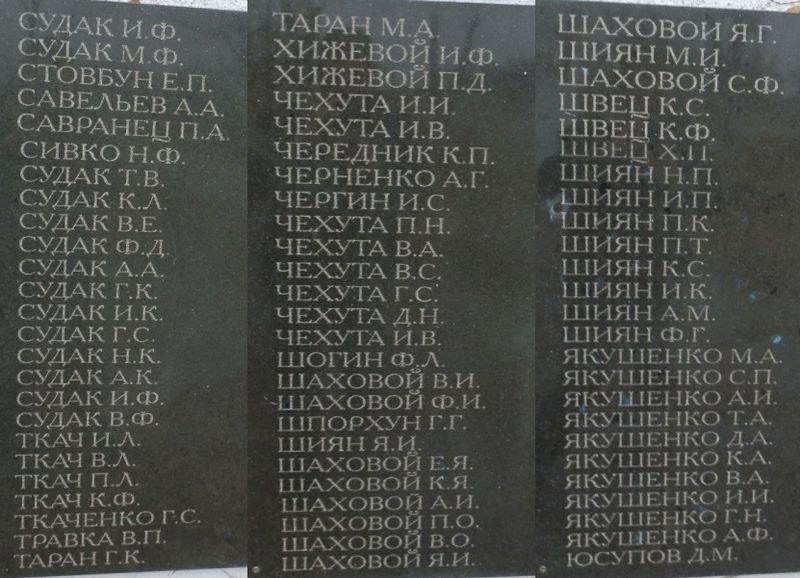 СУДАК И.Ф.
СУДАК М.Ф.
СТОВБУН Е.П.
САВЕЛЬЕВ А.А.
САВРАНЕЦ П.А.
СИВКО Н.Ф.
СУДАК Т.В.
СУДАК К.Л.
СУДАК В.Е.
СУДАК Ф.Д.
СУДАК А.А.
СУДАК Г.К.
СУДАК И.К.
СУДАК Г.С.
СУДАК Н.К.
СУДАК А.К.
СУДАК И.Ф.
СУДАК В.Ф.
ТКАЧ И.Л.
ТКАЧ В.Л.
ТКАЧ П.Л.
ТКАЧ К.Ф.
ТКАЧЕНКО Г.С.
ТРАВКА В.П.
ТАРАН Г.К.
ТАРАН М.А.
ХИЖЕВОЙ И.Ф.
ХИЖЕВОЙ П.Д.
ЧЕХУТА И.И.
ЧЕХУТА И.В.
ЧЕРЕДНИК К.П.
ЧЕРНЕНКО А.Г.
ЧЕРГИН И.С.
ЧЕХУТА П.Н.
ЧЕХУТА В.А.
ЧЕХУТА В.С.
ЧЕХУТА Г.С.
ЧЕХУТА Д.Н.
ЧЕХУТА И.В.
ШОГИН Ф.Л.
ШАХОВОЙ В.И.
ШАХОВОЙ Ф.И.
ШПОРХУН Г.Г.
ШИЯН Я.И.
ШАХОВОЙ Е.Я.
ШАХОВОЙ К.Я.
ШАХОВОЙ А.И.
ШАХОВОЙ П.О.
ШАХОВОЙ В.О.
ШАХОВОЙ Я.И.
ШАХОВОЙ Я.Г.
ШИЯН М.И.
ШАХОВОЙ С.Ф.
ШВЕЦ К.С.
ШВЕЦ К.Ф.
ШВЕЦ Х.П.
ШИЯН Н.П.
ШИЯН И.П.
ШИЯН П.К.
ШИЯН П.Т.
ШИЯН К.С.
ШИЯН И.К.
ШИЯН А.М.
ШИЯН Ф.Г.
ЯКУШЕНКО М.А.
ЯКУШЕНКО С.П.
ЯКУШЕНКО А.И.
ЯКУШЕНКО Т.А.
ЯКУШЕНКО Д.А.
ЯКУШЕНКО К.А.
ЯКУШЕНКО В.А.
ЯКУШЕНКО И.И.
ЯКУШЕНКО Г.Н.
ЯКУШЕНКО А.Ф.
ЮСУПОВ Д.М.